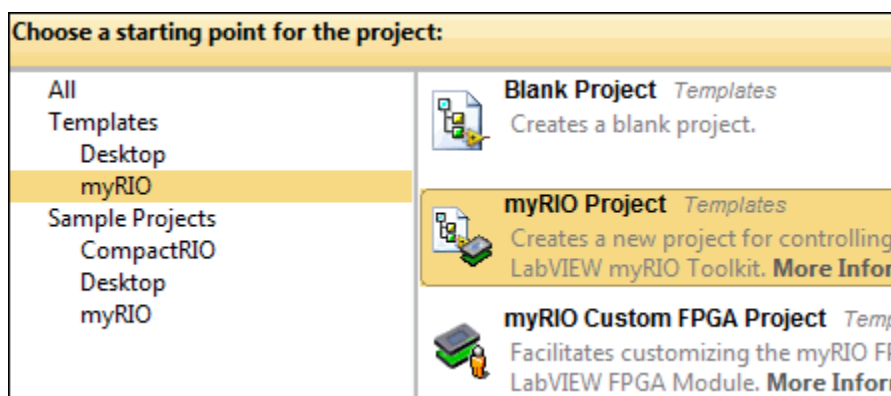 Choose a starting point for the project:
All
Templates
Desktop
myRIO
Sample Projects
CompactRIO
Desktop
myRIO
Blank Project Templates
Creates a blank project.
myRIO Project Templates
Creates a new project for controlling
LabVIEW myRIO Toolkit. More Infor
myRIO Custom FPGA Project Temp
Facilitates customizing the myRIO FP
LabVIEW FPGA Module. More Infor